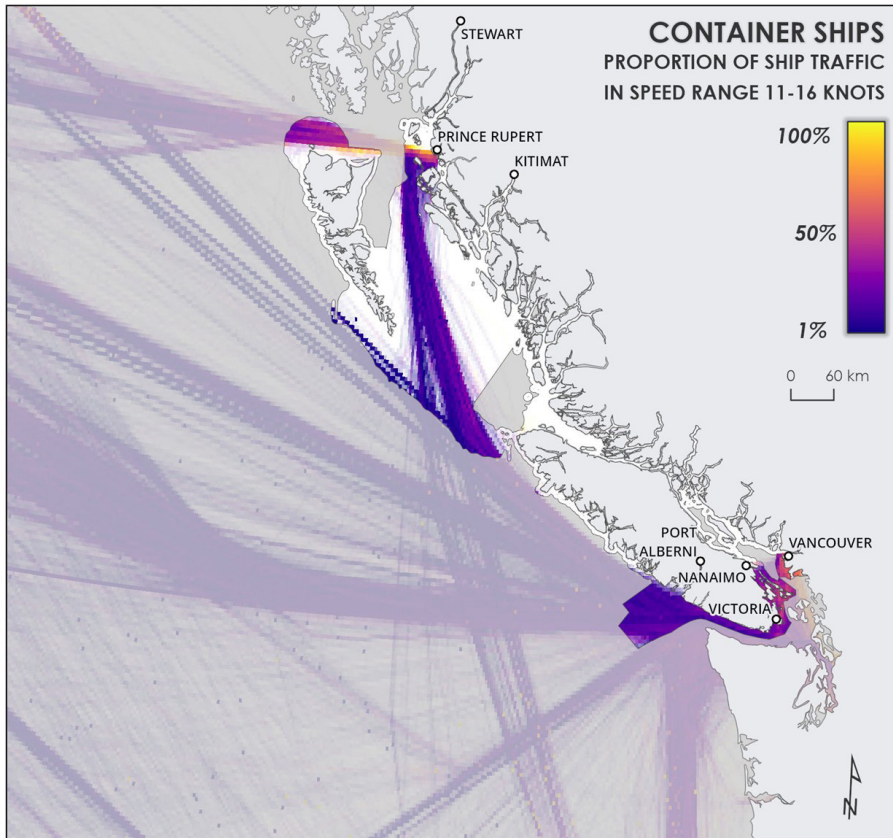 CONTAINER SHIPS
PROPORTION OF SHIP TRAFFIC
IN SPEED RANGE 11-16 KNOTS
STEWART
PRINCE RUPERT
KITIMAT
100%
50%
1%
0 60 km
PORT
ALBERNI
NANAIMO
VANCOUVER
VICTORIA
N